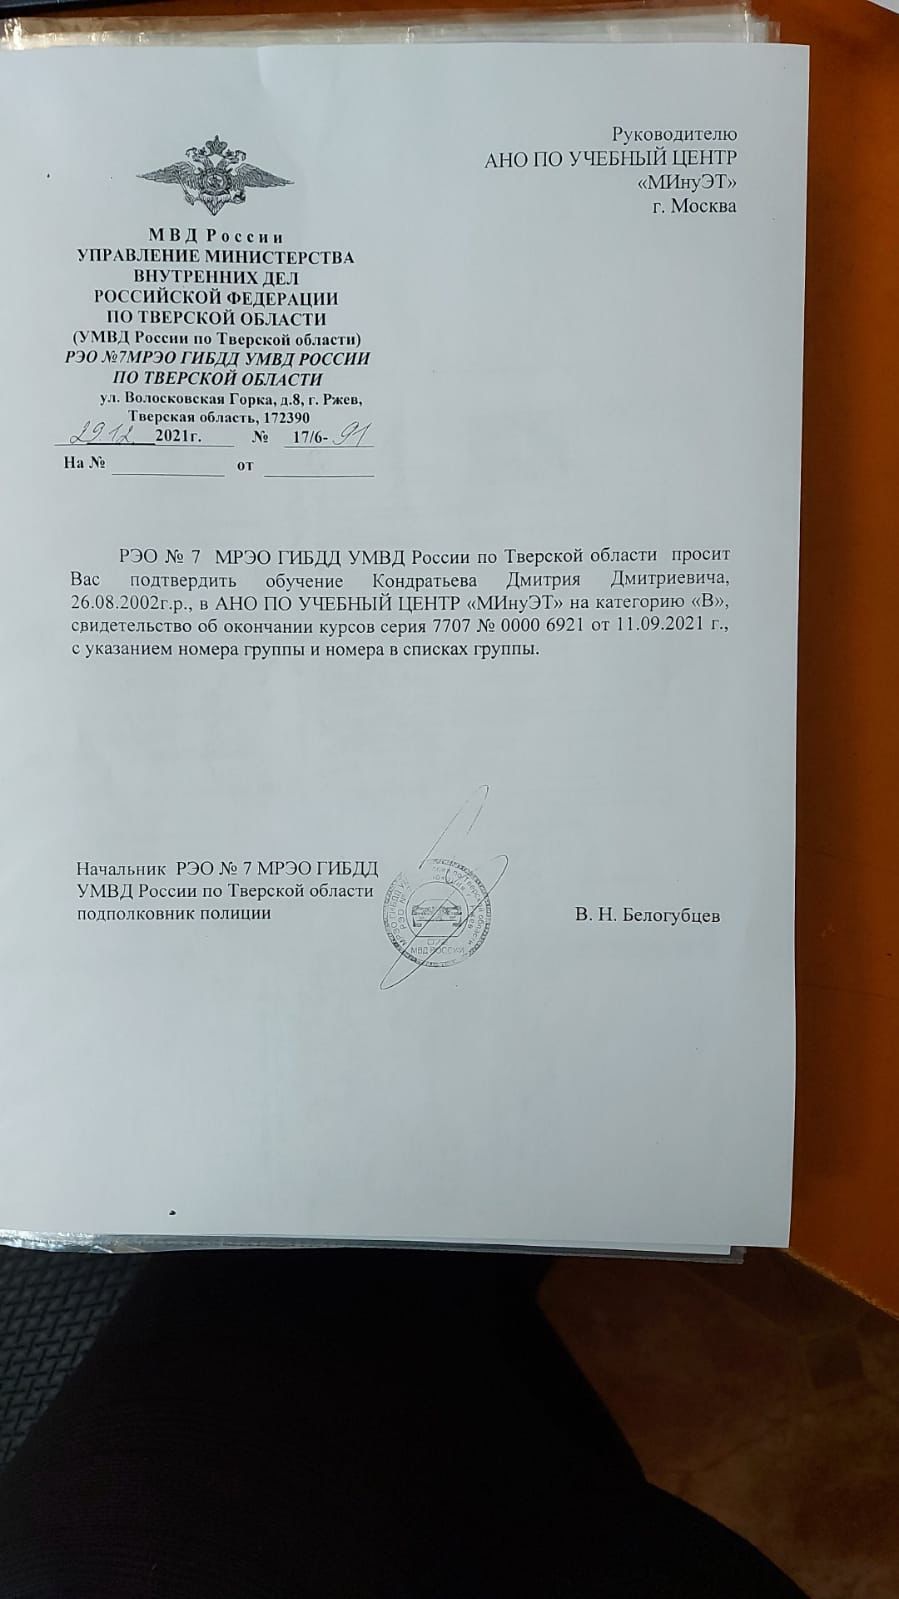 Руководителю
АНО ПО УЧЕБНЫЙ ЦЕНТР
«МИнуЭТ»
г. Москва
МВД России
УПРАВЛЕНИЕ МИНИСТЕРСТВА
ВНУТРЕННИХ ДЕЛ
РОССИЙСКОЙ ФЕДЕРАЦИИ
ПО ТВЕРСКОЙ ОБЛАСТИ
(УМВД России по Тверской области)
РЭО №7МРЭО ГИБДД УМВД РОССИИ
ПО ТВЕРСКОЙ ОБЛАСТИ
ул. Волосковская Горка, д.8, г. Ржев,
Тверская область, 172390
29.12 2021г. № 17/6- 91
На № от
РЭО № 7 МРЭО ГИБДД УМВД России по Тверской области просит
Вас подтвердить обучение Кондратьева Дмитрия Дмитриевича,
26.08.2002г.р., в АНО ПО УЧЕБНЫЙ ЦЕНТР «МИнуЭТ» на категорию «В»,
свидетельство об окончании курсов серия 7707 № 0000 6921 от 11.09.2021 г.,
с указанием номера группы и номера в списках группы.
Начальник РЭО № 7 МРЭО ГИБДД
УМВД России по Тверской области
подполковник полиции
В. Н. Белогубцев
МВД РОССИИ